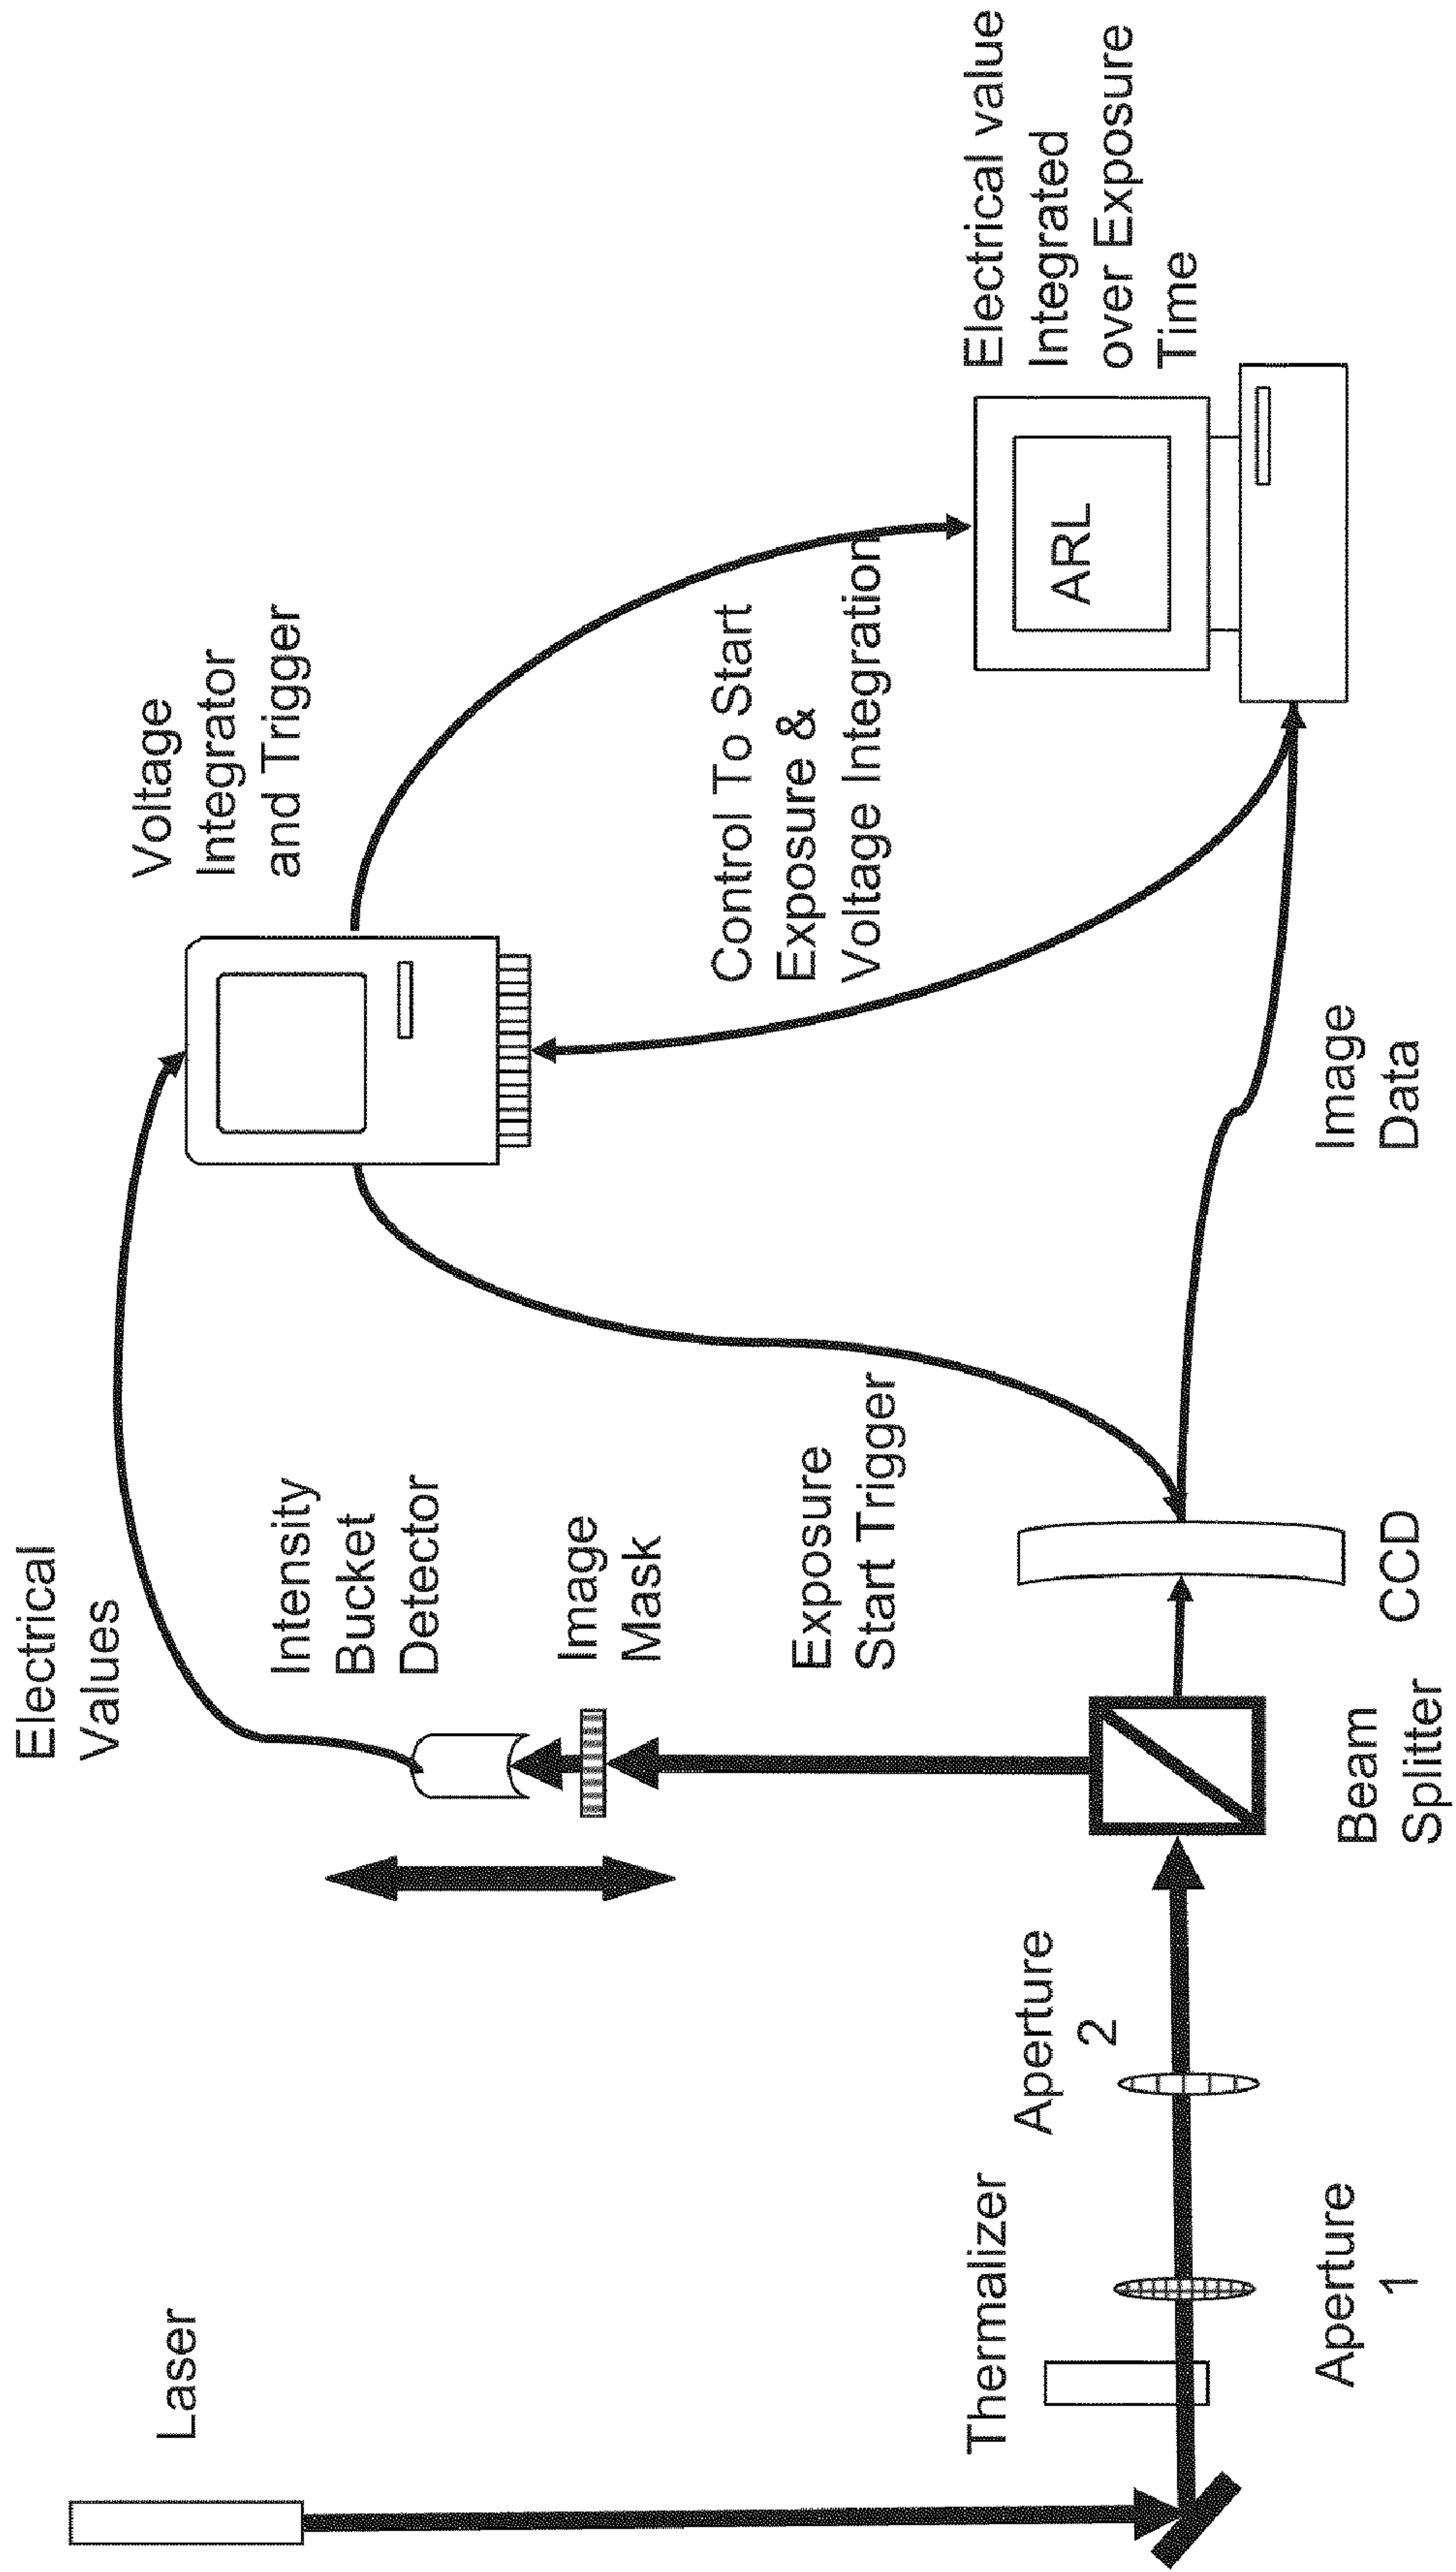 Laser
Thermalizer
Aperture
1
Aperture
2
Beam
Splitter
CCD
Electrical
Values
Intensity
Bucket
Detector
Image
Mask
Exposure
Start Trigger
Voltage
Integrator
and Trigger
Control To Start
Exposure &
Voltage Integration
Image
Data
ARL
Electrical value
Integrated
over Exposure
Time